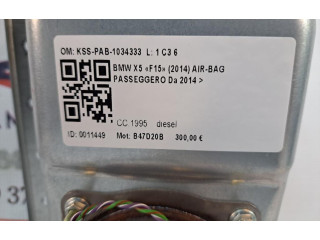 OM: KSS-PAB-1034333 L: 1 C3 6
BMW X5 «F15» (2014) AIR-BAG
PASSEGGERO Da 2014 >
CC 1995 diesel
ID: 0011449 Mot: B47D20B 300,00 €